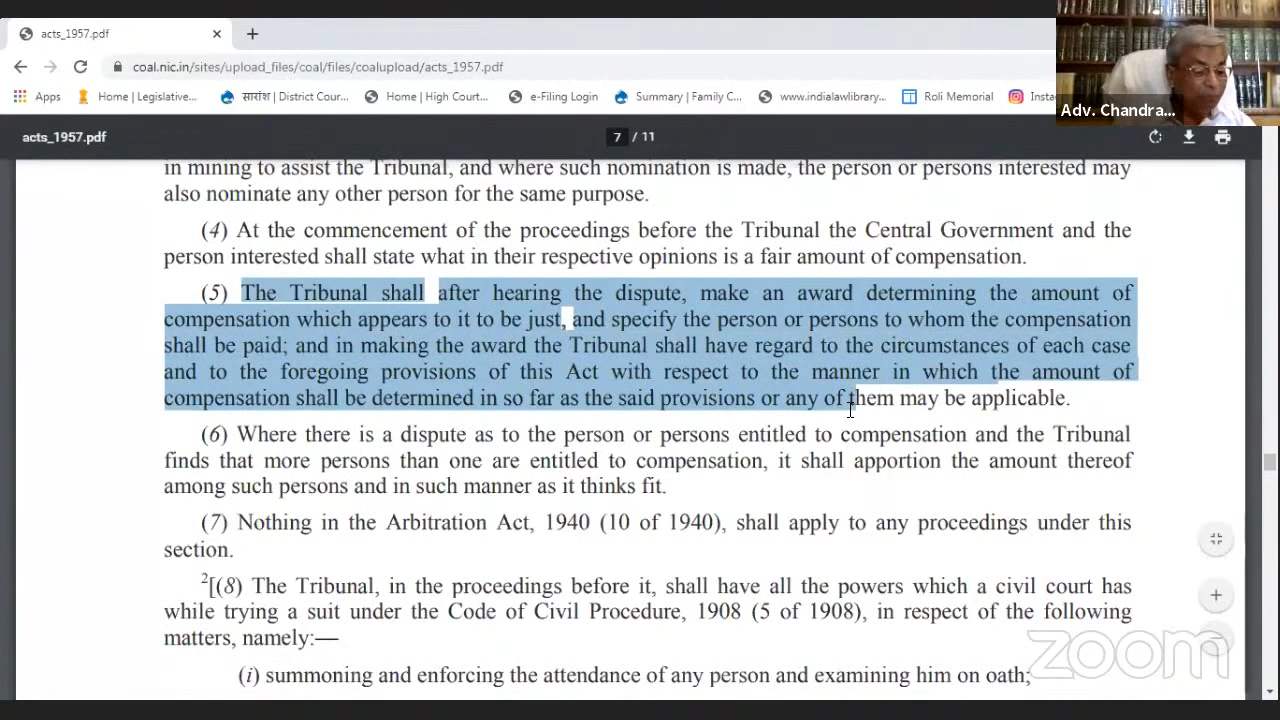 acts_1957.pdf
coal.nic.in/sites/upload_files/coal/files/coalupload/acts_1957.pdf
Apps Home | Legislative... सारांश | District Cour... Home | High Court... e-Filing Login Summary | Family C... www.indialawlibrary... Roli Memorial Insta
Adv. Chandra...
acts_1957.pdf 7 / 11
in mining to assist the Tribunal, and where such nomination is made, the person or persons interested may
also nominate any other person for the same purpose.
(4) At the commencement of the proceedings before the Tribunal the Central Government and the
person interested shall state what in their respective opinions is a fair amount of compensation.
(5) The Tribunal shall after hearing the dispute, make an award determining the amount of
compensation which appears to it to be just, and specify the person or persons to whom the compensation
shall be paid; and in making the award the Tribunal shall have regard to the circumstances of each case
and to the foregoing provisions of this Act with respect to the manner in which the amount of
compensation shall be determined in so far as the said provisions or any of them may be applicable.
(6) Where there is a dispute as to the person or persons entitled to compensation and the Tribunal
finds that more persons than one are entitled to compensation, it shall apportion the amount thereof
among such persons and in such manner as it thinks fit.
(7) Nothing in the Arbitration Act, 1940 (10 of 1940), shall apply to any proceedings under this
section.
2[(8) The Tribunal, in the proceedings before it, shall have all the powers which a civil court has
while trying a suit under the Code of Civil Procedure, 1908 (5 of 1908), in respect of the following
matters, namely:—
(i) summoning and enforcing the attendance of any person and examining him on oath;
zoom